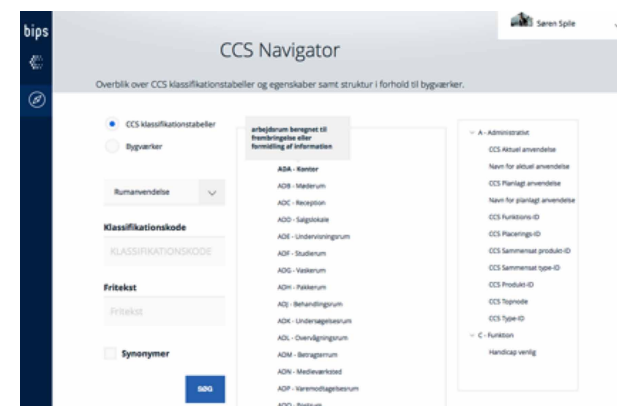 bips
Søren Spile
CCS Navigator
Overblik over CCS klassifikationstabeller og egenskaber samt struktur i forhold til bygværker.
CCS klassifikationstabeller
Bygværker
Rumanvendelse
Klassifikationskode
KLASSIFIKATIONSKODE
Fritekst
Fritekst
Synonymer
SØG
arbejdsrum beregnet til
frembringelse eller
formidling af information
ADA - Kontor
ADB - Møderum
ADC - Reception
ADD - Salgslokale
ADE - Undervisningsrum
ADF - Studierum
ADG - Vaskerum
ADH - Pakkerum
ADJ - Behandlingsrum
ADK - Undersøgelsesrum
ADL - Overvågningsrum
ADM - Betragterrum
ADN - Medieværksted
ADP - Varemodtagelsesrum
ADQ - Postrum
A - Administrativt
CCS Aktuel anvendelse
Navn for aktuel anvendelse
CCS Planlagt anvendelse
Navn for planlagt anvendelse
CCS Funktions-ID
CCS Placerings-ID
CCS Sammensat produkt-ID
CCS Sammensat type-ID
CCS Produkt-ID
CCS Topnode
CCS Type-ID
C - Funktion
Handicap venlig